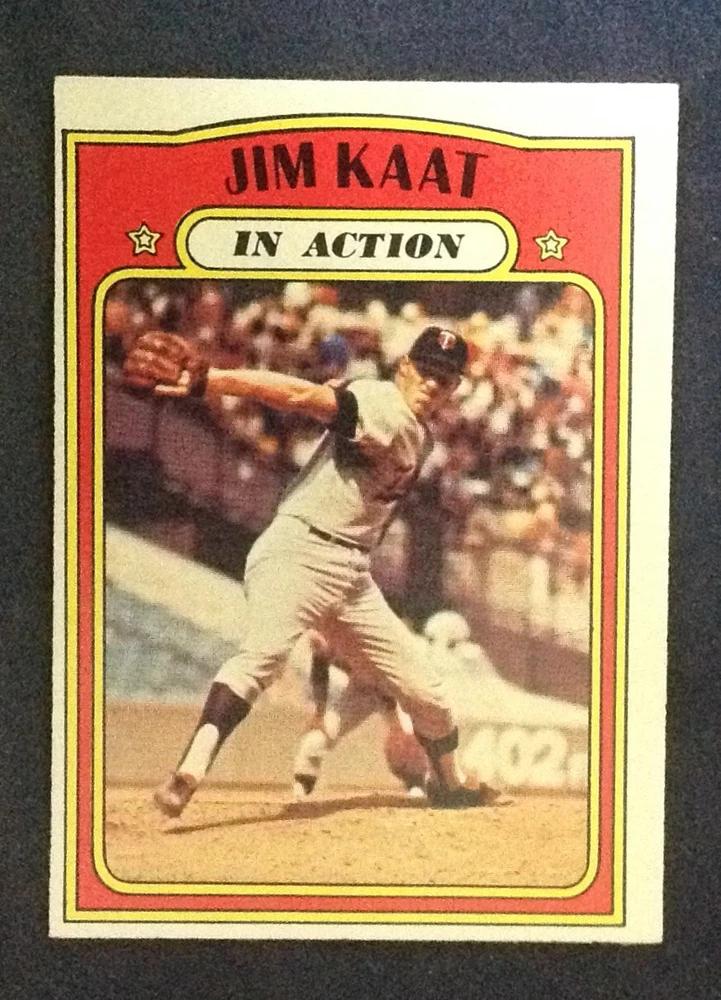 JIM KAAT
IN ACTION
T
C
402